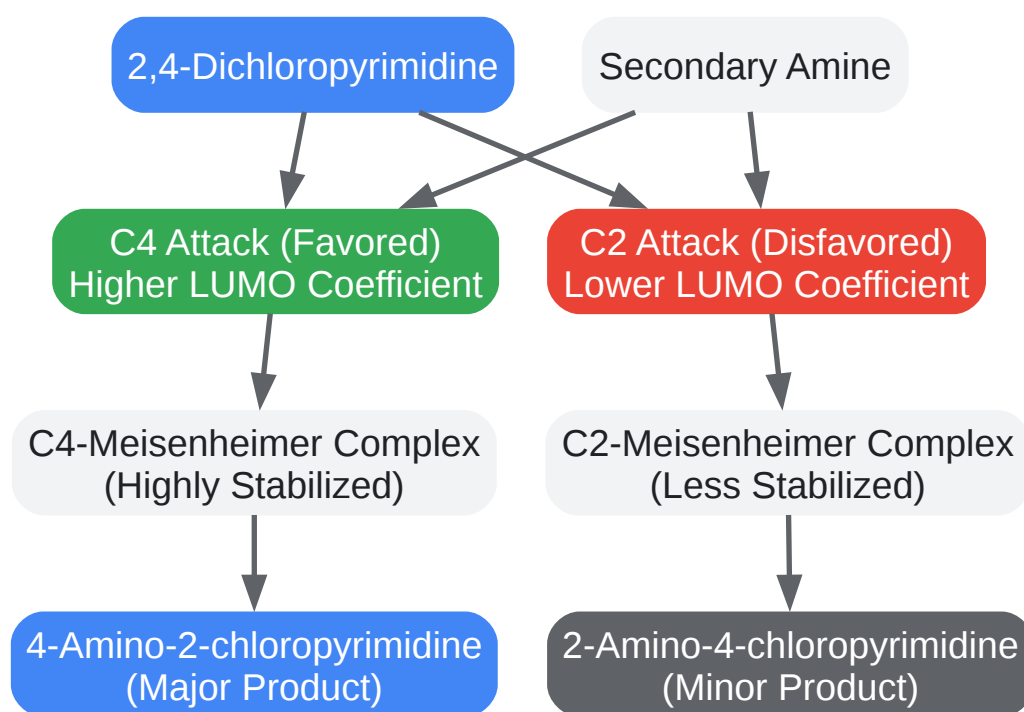 2,4-Dichloropyrimidine
Secondary Amine
C4 Attack (Favored)
Higher LUMO Coefficient
C2 Attack (Disfavored)
Lower LUMO Coefficient
C4-Meisenheimer Complex
(Highly Stabilized)
C2-Meisenheimer Complex
(Less Stabilized)
4-Amino-2-chloropyrimidine
(Major Product)
2-Amino-4-chloropyrimidine
(Minor Product)